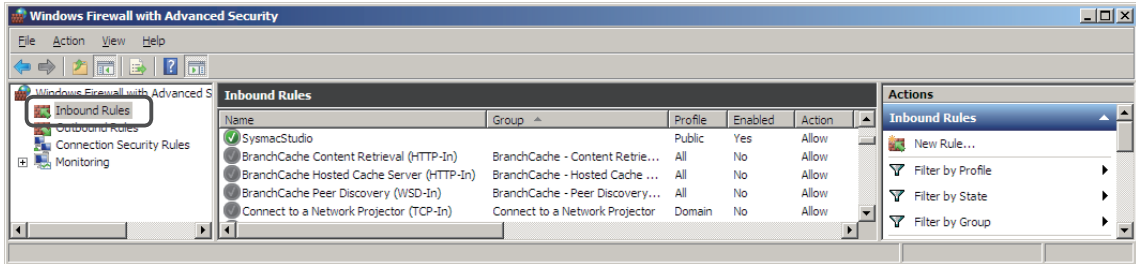 Windows Firewall with Advanced Security
File Action View Help
Windows Firewall with Advanced S
Inbound Rules
Outbound Rules
Connection Security Rules
Monitoring
Inbound Rules
Name Group Profile Enabled Action
SysmacStudio Public Yes Allow
BranchCache Content Retrieval (HTTP-In) BranchCache - Content Retrie... All No Allow
BranchCache Hosted Cache Server (HTTP-In) BranchCache - Hosted Cache ... All No Allow
BranchCache Peer Discovery (WSD-In) BranchCache - Peer Discovery... All No Allow
Connect to a Network Projector (TCP-In) Connect to a Network Projector Domain No Allow
Actions
Inbound Rules
New Rule...
Filter by Profile
Filter by State
Filter by Group